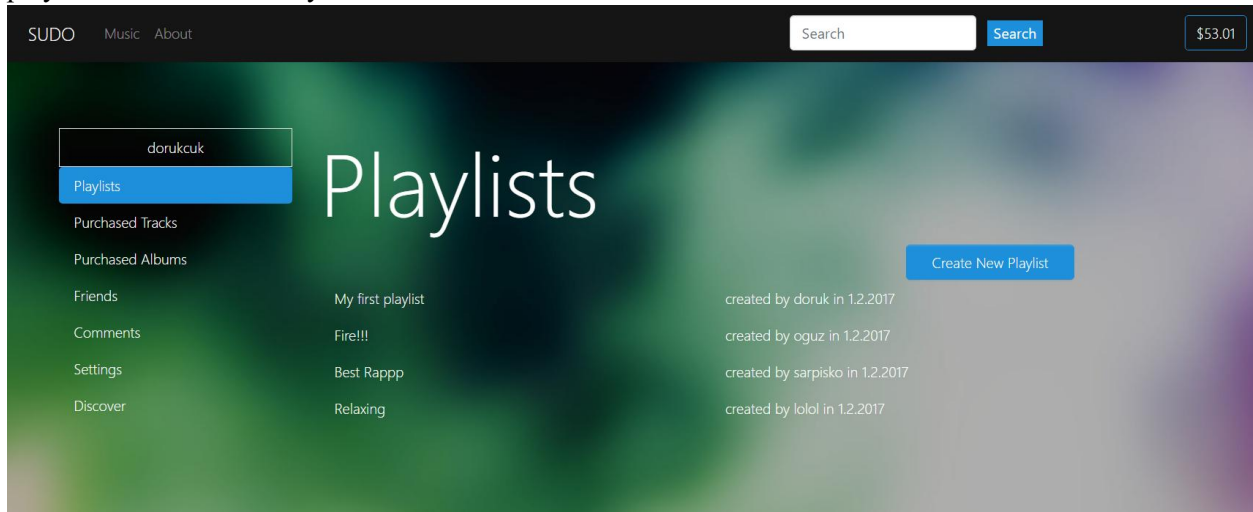 SUDO Music About Search Search $53.01
dorukcuk
Playlists
Playlists
Purchased Tracks
Purchased Albums
Create New Playlist
Friends
My first playlist created by doruk in 1.2.2017
Comments
Fire!!! created by oguz in 1.2.2017
Settings
Best Rappp created by sarpisko in 1.2.2017
Discover
Relaxing created by lolol in 1.2.2017